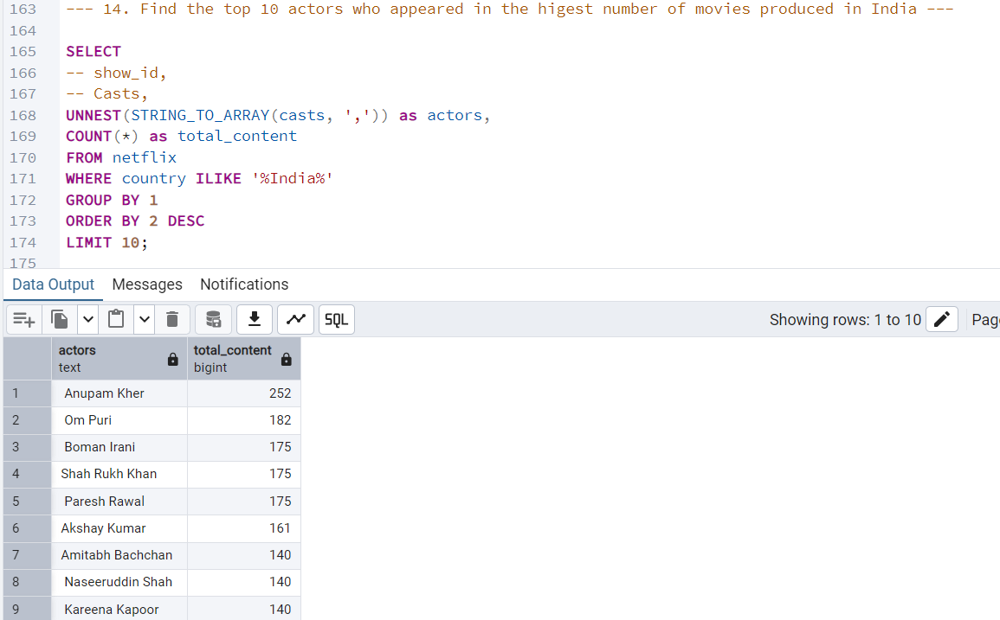 163 --- 14. Find the top 10 actors who appeared in the higest number of movies produced in India ---
164
165 SELECT
166 -- show_id,
167 -- Casts,
168 UNNEST(STRING_TO_ARRAY(casts, ',')) as actors,
169 COUNT(*) as total_content
170 FROM netflix
171 WHERE country ILIKE '%India%'
172 GROUP BY 1
173 ORDER BY 2 DESC
174 LIMIT 10;
175
Data Output Messages Notifications
SQL Showing rows: 1 to 10 Page
actors total_content
text bigint
1 Anupam Kher 252
2 Om Puri 182
3 Boman Irani 175
4 Shah Rukh Khan 175
5 Paresh Rawal 175
6 Akshay Kumar 161
7 Amitabh Bachchan 140
8 Naseeruddin Shah 140
9 Kareena Kapoor 140